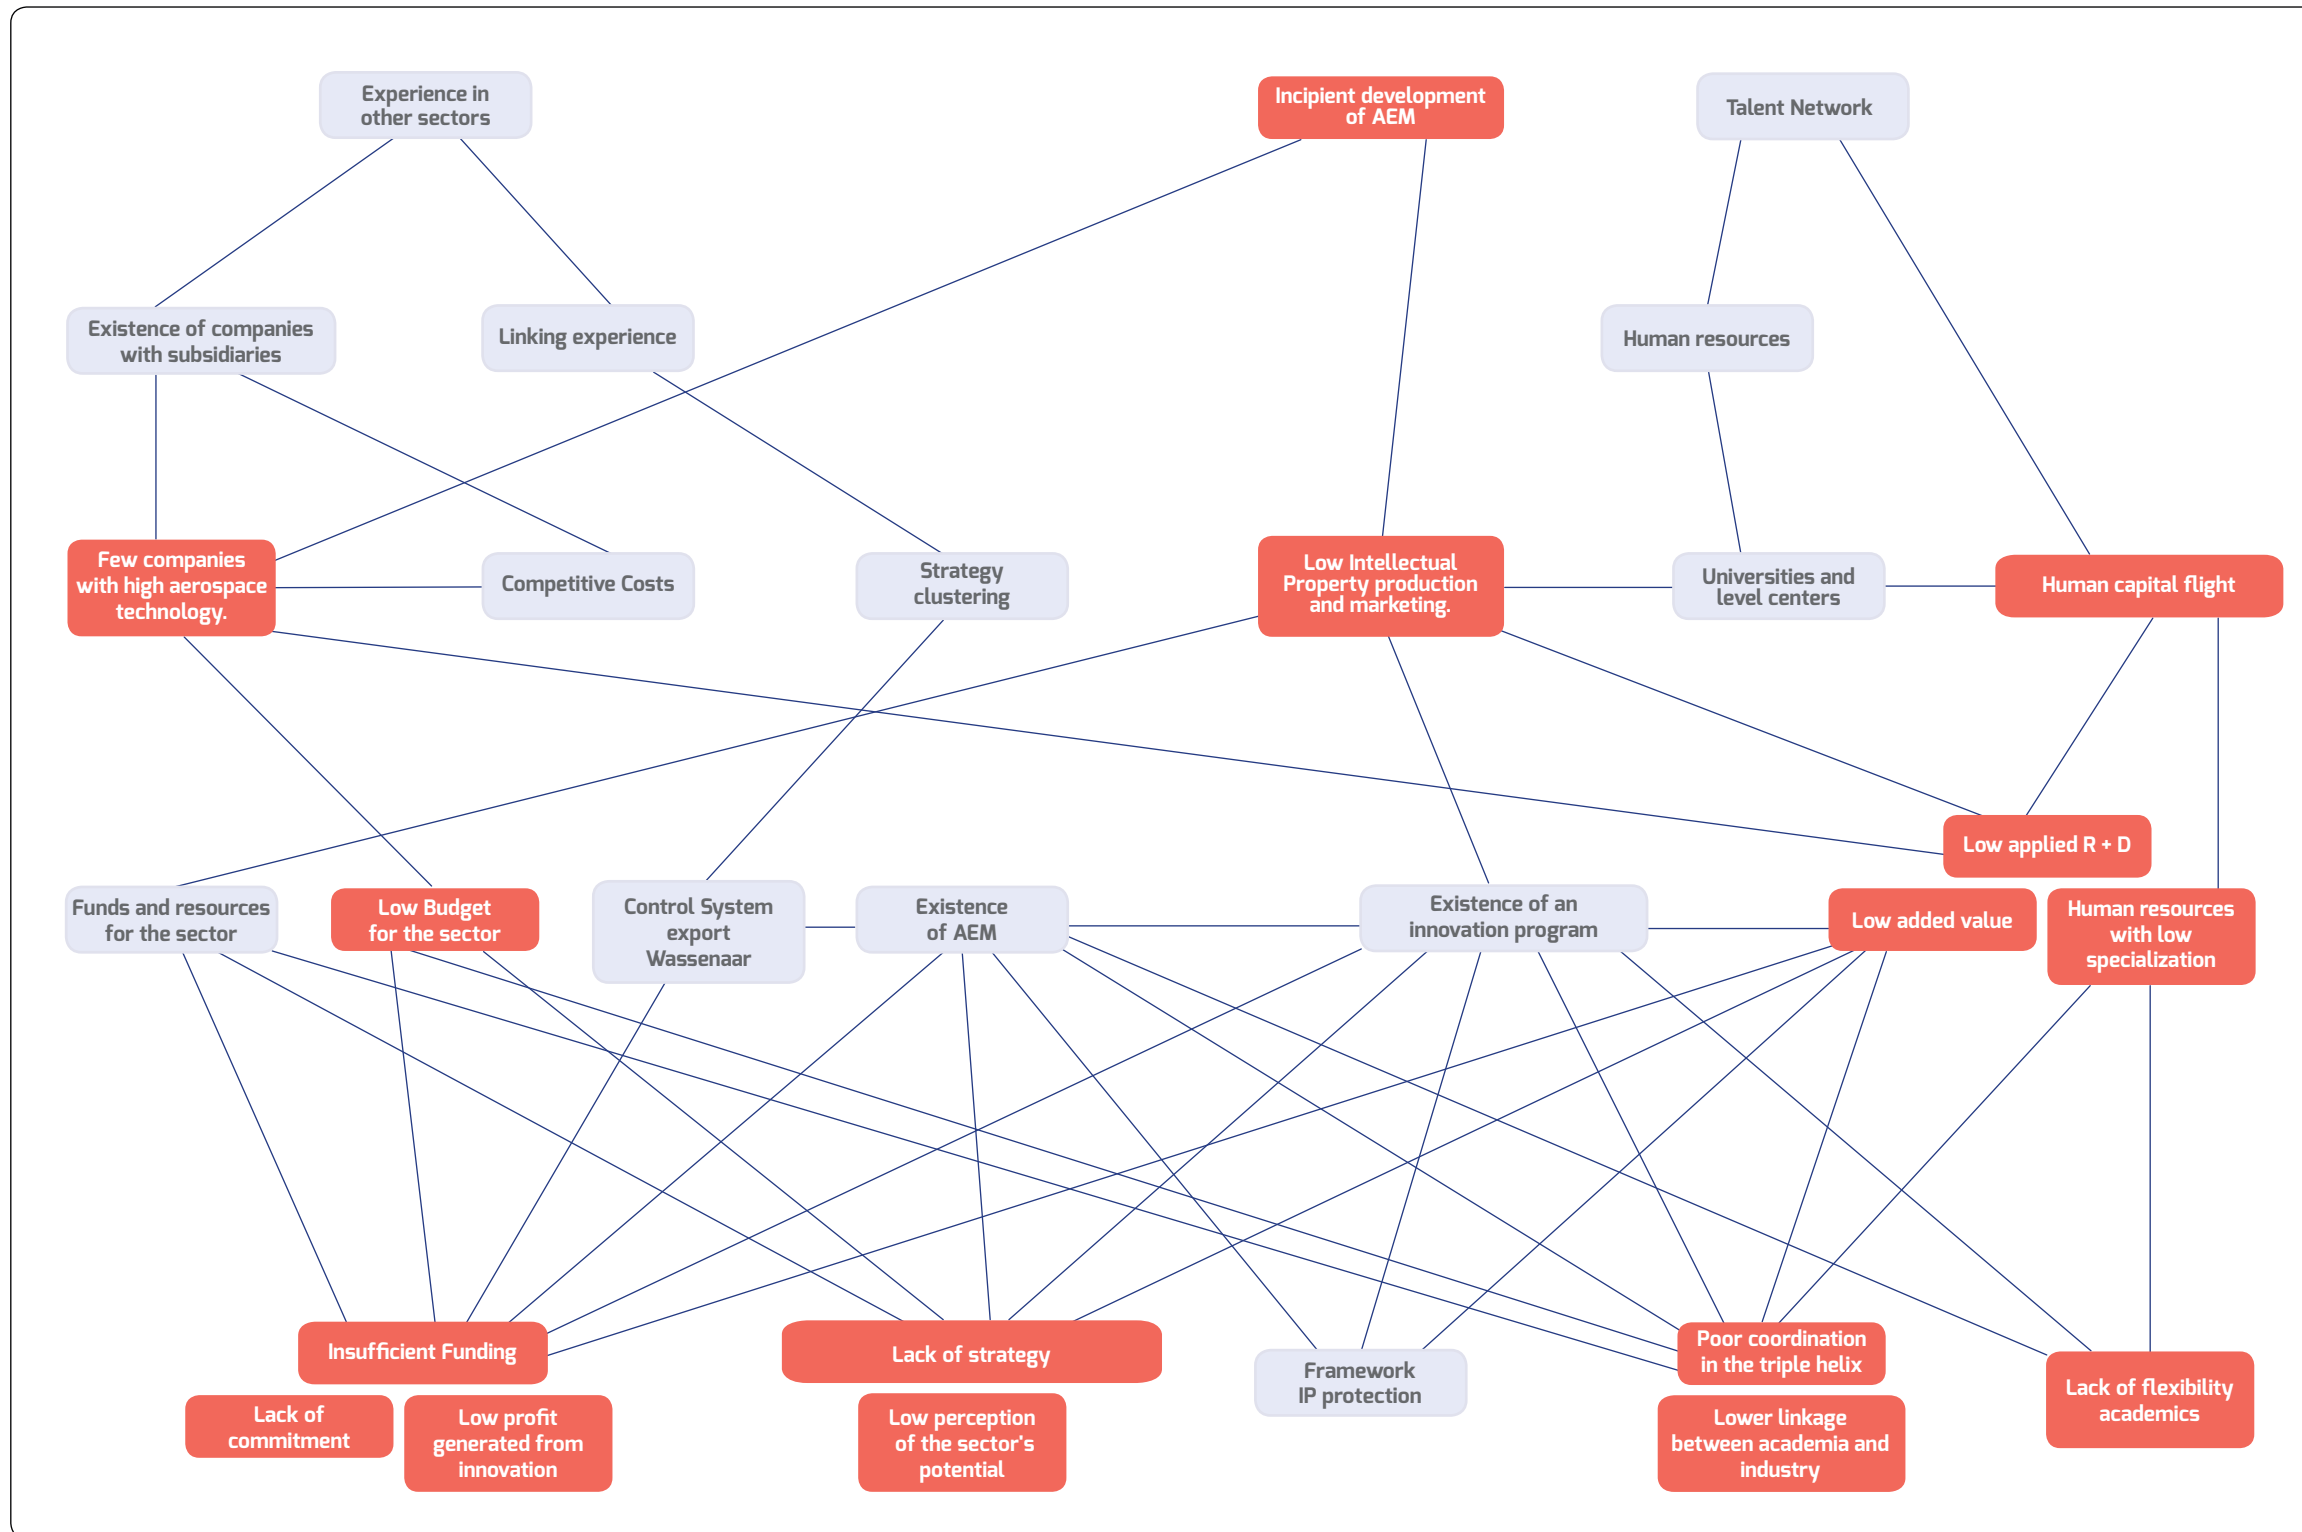 Experience in
other sectors
Incipient development
of AEM
Talent Network
Existence of companies
with subsidiaries
Linking experience
Human resources
Few companies
with high aerospace
technology.
Competitive Costs
Strategy
clustering
Low Intellectual
Property production
and marketing.
Universities and
level centers
Human capital flight
Low applied R + D
Funds and resources
for the sector
Low Budget
for the sector
Control System
export
Wassenaar
Existence
of AEM
Existence of an
innovation program
Low added value
Human resources
with low
specialization
Insufficient Funding
Lack of strategy
Framework
IP protection
Poor coordination
in the triple helix
Lack of flexibility
academics
Lack of
commitment
Low profit
generated from
innovation
Low perception
of the sector's
potential
Lower linkage
between academia and
industry